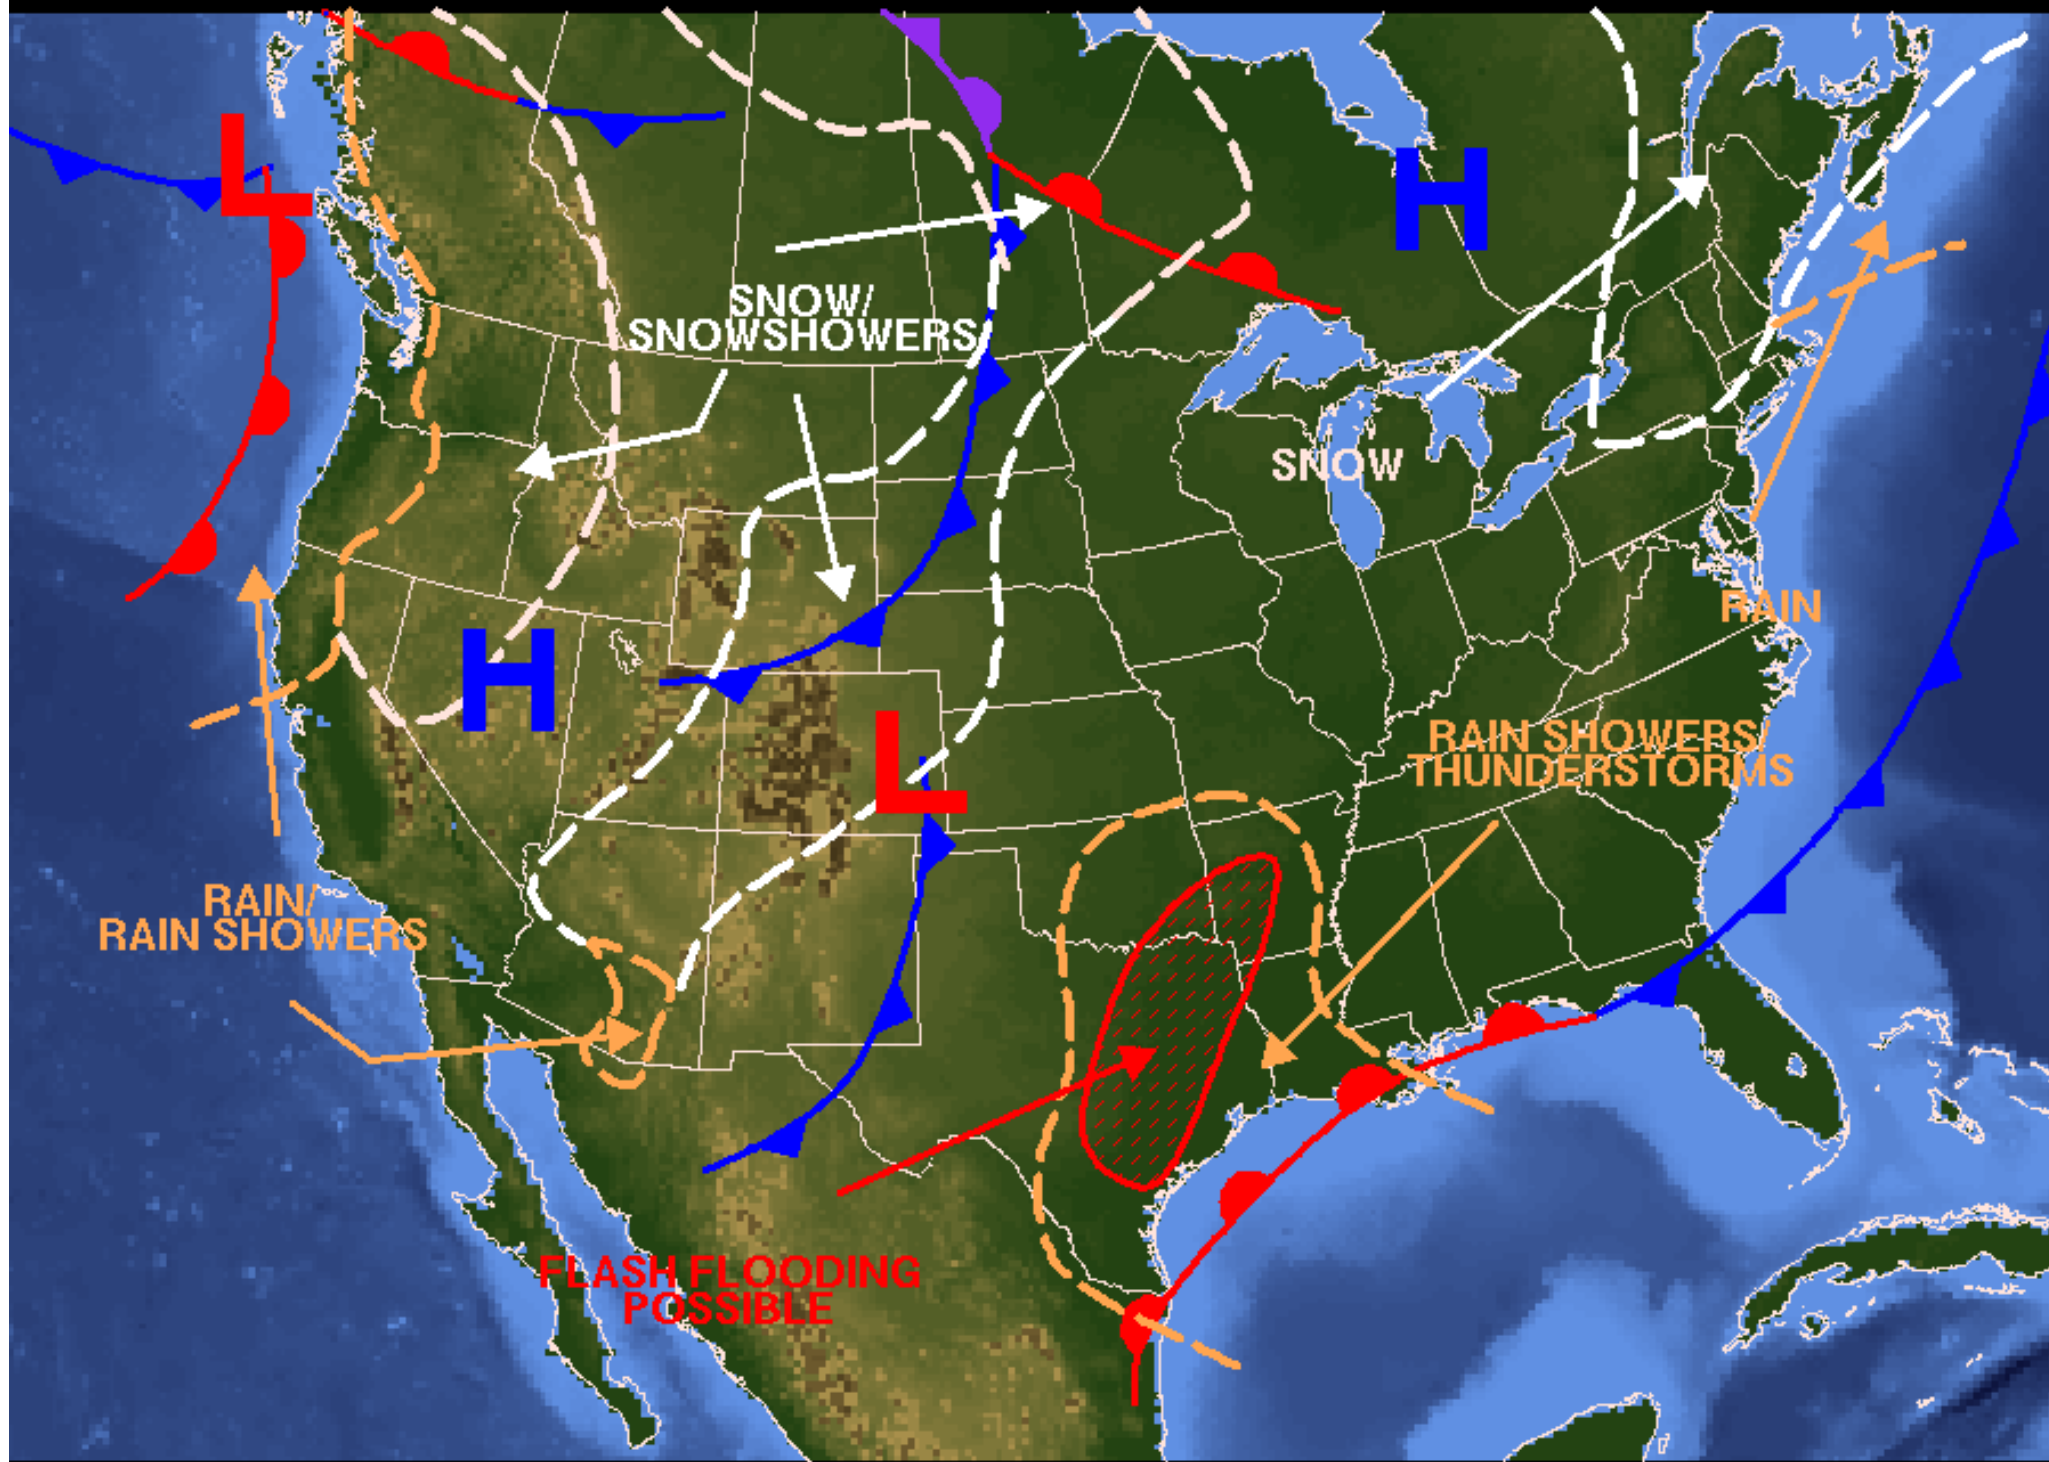 L
H
SNOW/
SNOWSHOWERS
SNOW
RAIN
H
L
RAIN SHOWERS/
THUNDERSTORMS
RAIN/
RAIN SHOWERS
FLASH FLOODING
POSSIBLE